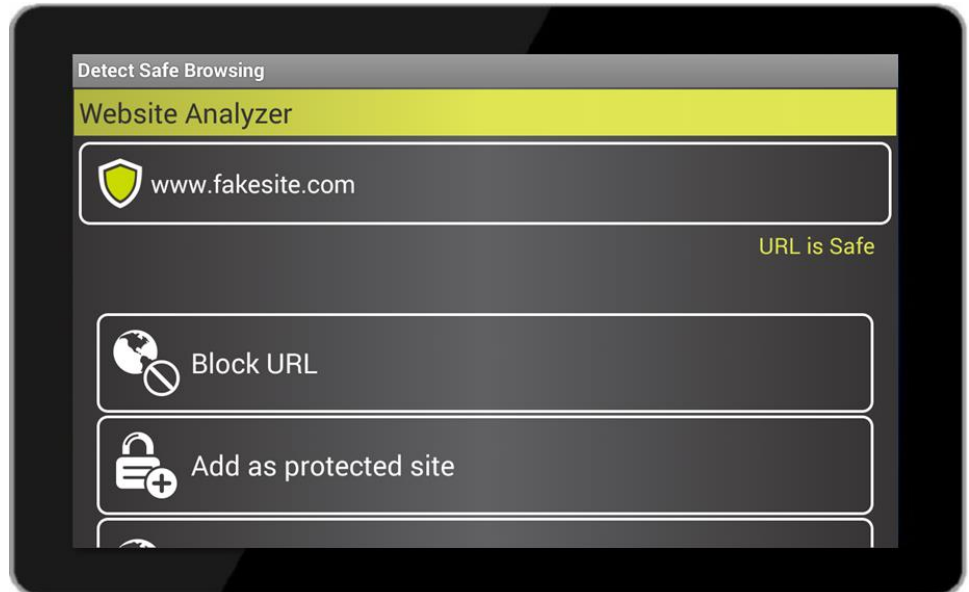 Detect Safe Browsing
Website Analyzer
www.fakesite.com
URL is Safe
Block URL
Add as protected site